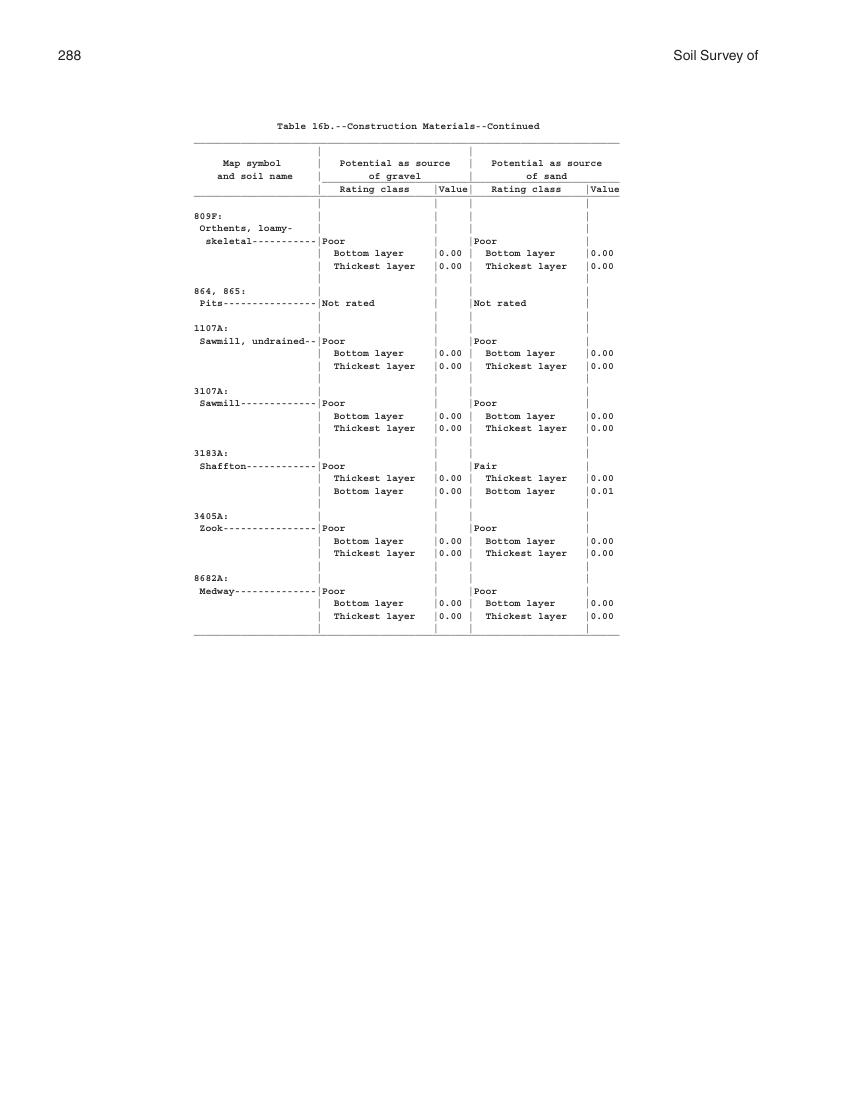 288
Soil Survey of
Table 16b.--Construction Materials--Continued
Map symbol | Potential as source | Potential as source
and soil name | of gravel | of sand
| Rating class |Value| Rating class |Value
809F:
Orthents, loamy-
skeletal-----------|Poor | |Poor |
| Bottom layer |0.00 | Bottom layer |0.00
| Thickest layer |0.00 | Thickest layer |0.00
864, 865:
Pits----------------|Not rated | |Not rated |
1107A:
Sawmill, undrained--|Poor | |Poor |
| Bottom layer |0.00 | Bottom layer |0.00
| Thickest layer |0.00 | Thickest layer |0.00
3107A:
Sawmill-------------|Poor | |Poor |
| Bottom layer |0.00 | Bottom layer |0.00
| Thickest layer |0.00 | Thickest layer |0.00
3183A:
Shaffton------------|Poor | |Fair |
| Thickest layer |0.00 | Thickest layer |0.00
| Bottom layer |0.00 | Bottom layer |0.01
3405A:
Zook----------------|Poor | |Poor |
| Bottom layer |0.00 | Bottom layer |0.00
| Thickest layer |0.00 | Thickest layer |0.00
8682A:
Medway--------------|Poor | |Poor |
| Bottom layer |0.00 | Bottom layer |0.00
| Thickest layer |0.00 | Thickest layer |0.00